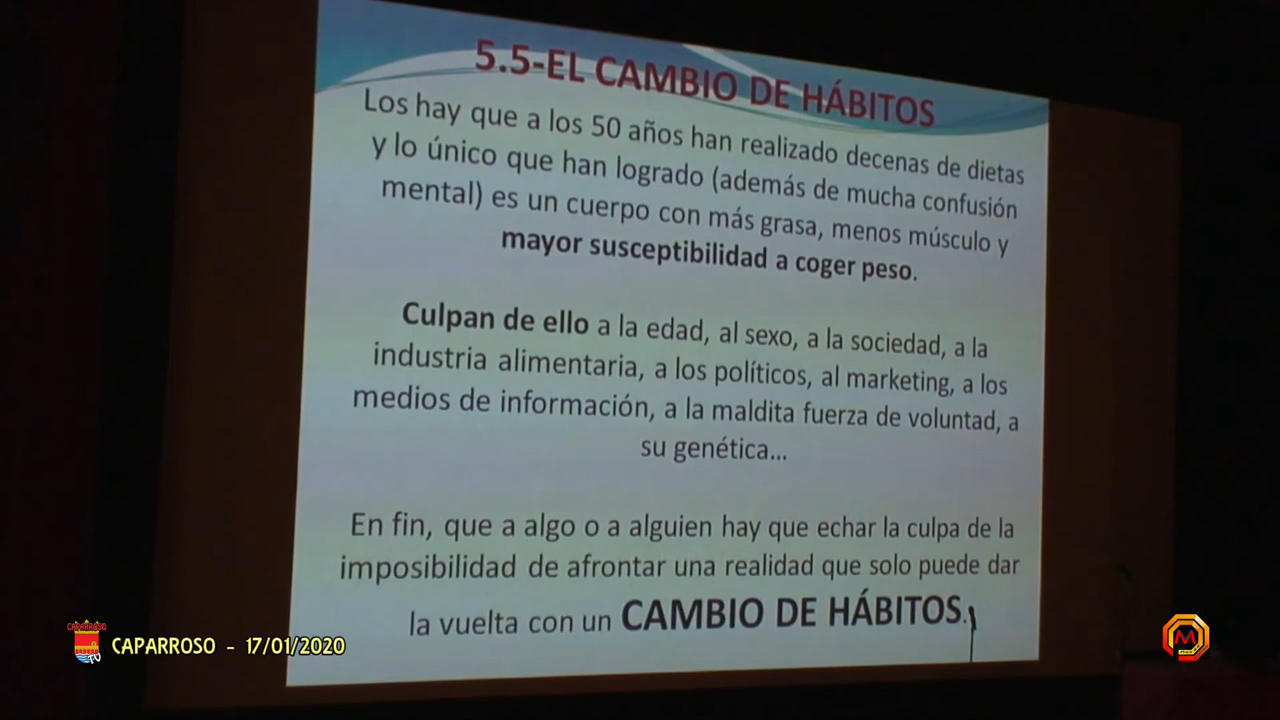 5.5-EL CAMBIO DE HÁBITOS
Los hay que a los 50 años han realizado decenas de dietas
y lo único que han logrado (además de mucha confusión
mental) es un cuerpo con más grasa, menos músculo y
mayor susceptibilidad a coger peso.
Culpan de ello a la edad, al sexo, a la sociedad, a la
industria alimentaria, a los políticos, al marketing, a los
medios de información, a la maldita fuerza de voluntad, a
su genética...
En fin, que a algo o a alguien hay que echar la culpa de la
imposibilidad de afrontar una realidad que solo puede dar
la vuelta con un CAMBIO DE HÁBITOS.
CAPARROSO
TV
CAPARROSO - 17/01/2020
M